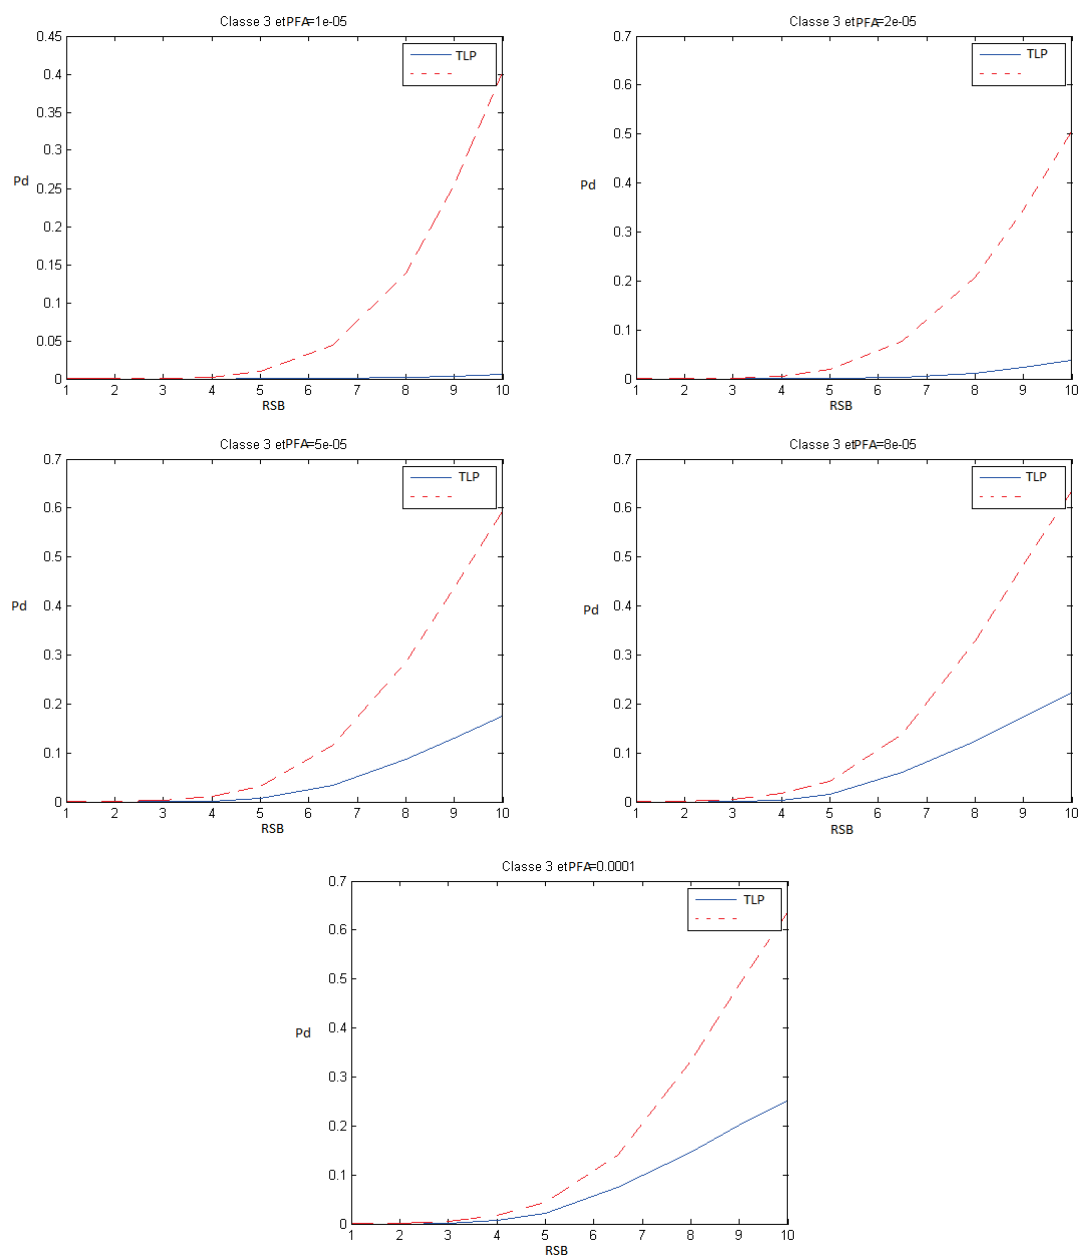 Classe 3 etPFA=1e-05
0.45
0.4
0.35
0.3
0.25
0.2
0.15
0.1
0.05
0
Pd
TLP
1 2 3 4 5 6 7 8 9 10
RSB
Classe 3 etPFA=2e-05
0.7
0.6
0.5
0.4
0.3
0.2
0.1
0
Pd
TLP
1 2 3 4 5 6 7 8 9 10
RSB
Classe 3 etPFA=5e-05
0.7
0.6
0.5
0.4
0.3
0.2
0.1
0
Pd
TLP
1 2 3 4 5 6 7 8 9 10
RSB
Classe 3 etPFA=8e-05
0.7
0.6
0.5
0.4
0.3
0.2
0.1
0
Pd
TLP
1 2 3 4 5 6 7 8 9 10
RSB
Classe 3 etPFA=0.0001
0.7
0.6
0.5
0.4
0.3
0.2
0.1
0
Pd
TLP
1 2 3 4 5 6 7 8 9 10
RSB